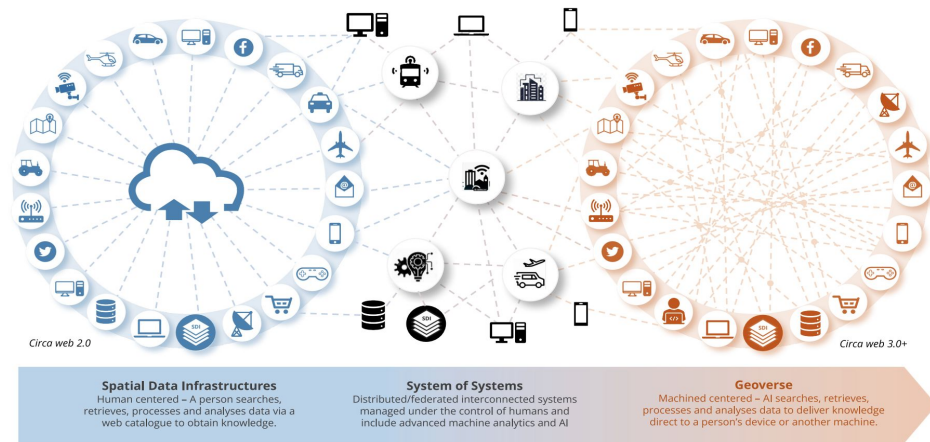 SDI
SDI
SDI
Circa web 2.0
Circa web 3.0+
Spatial Data Infrastructures
Human centered – A person searches,
retrieves, processes and analyses data via a
web catalogue to obtain knowledge.
System of Systems
Distributed/federated interconnected systems
managed under the control of humans and
include advanced machine analytics and AI
Geoverse
Machined centered – AI searches, retrieves,
processes and analyses data to deliver knowledge
direct to a person's device or another machine.